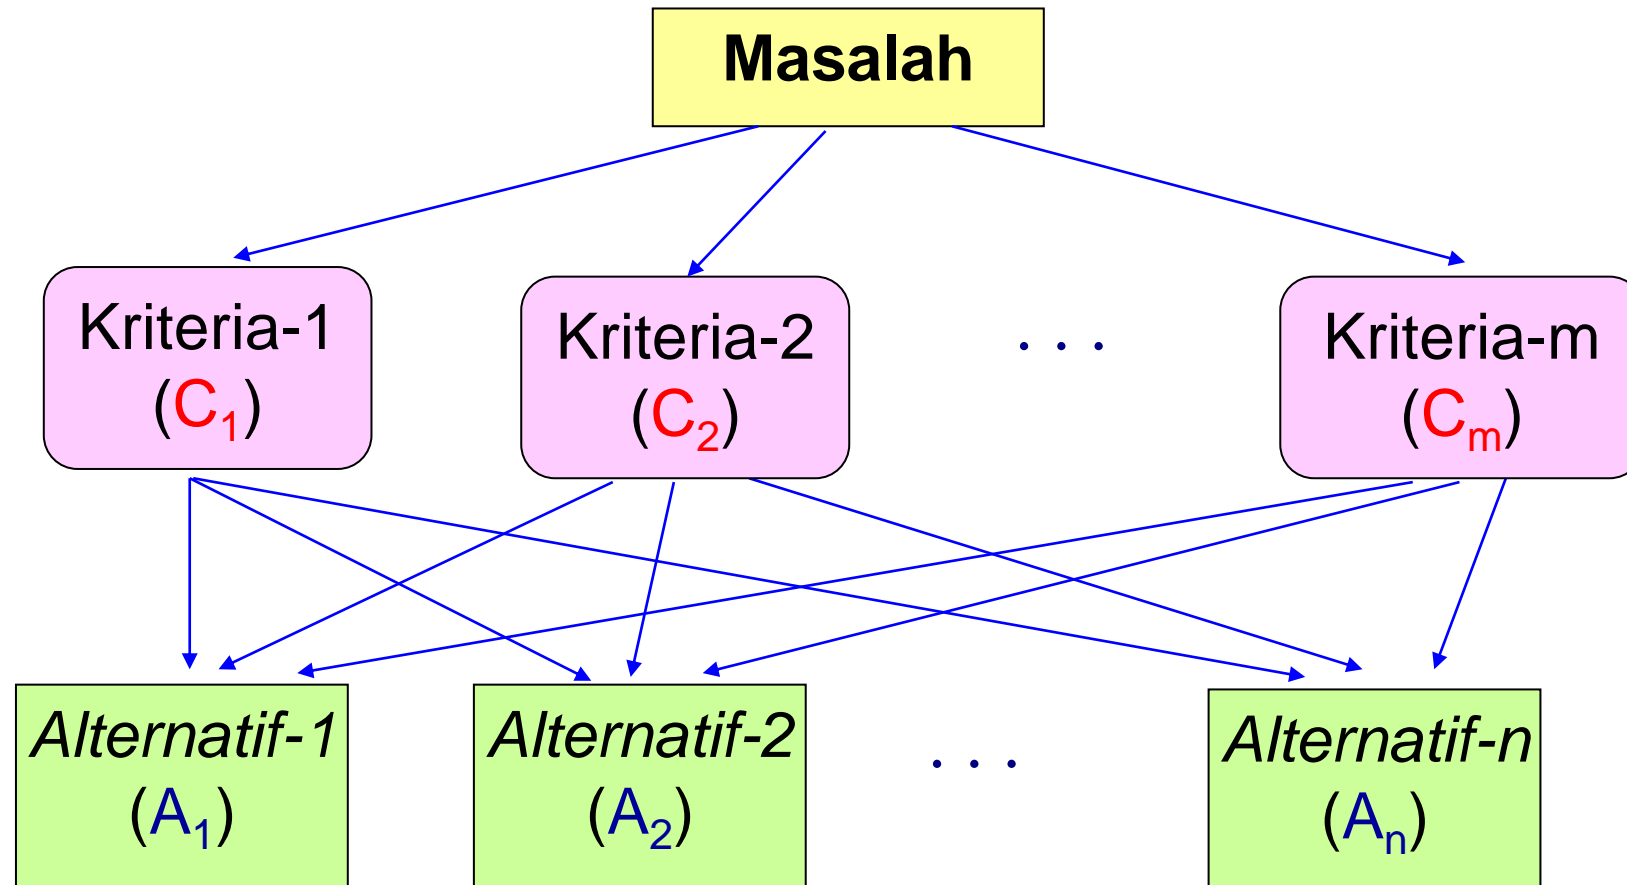 Masalah
Kriteria-1
(C₁)
Kriteria-2
(C₂)
. . .
Kriteria-m
(Cₘ)
Alternatif-1
(A₁)
Alternatif-2
(A₂)
. . .
Alternatif-n
(Aₙ)